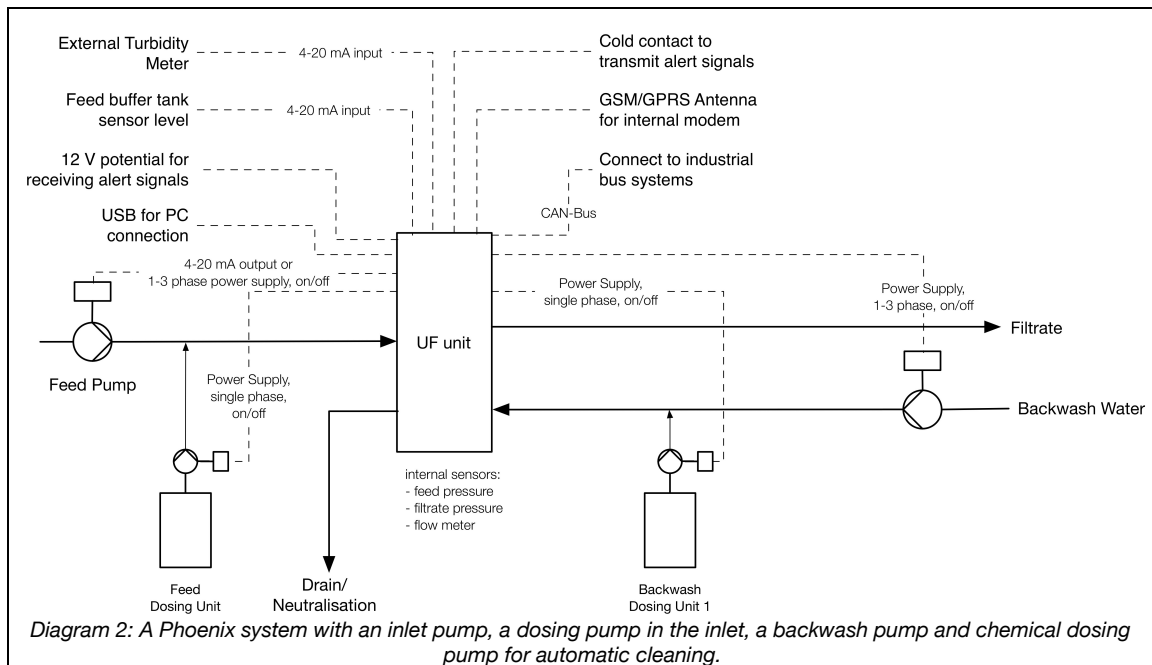 External Turbidity
Meter
4-20 mA input
Cold contact to
transmit alert signals
Feed buffer tank
sensor level
4-20 mA input
GSM/GPRS Antenna
for internal modem
12 V potential for
receiving alert signals
Connect to industrial
bus systems
USB for PC
connection
CAN-Bus
4-20 mA output or
1-3 phase power supply, on/off
Power Supply,
single phase, on/off
Power Supply,
1-3 phase, on/off
UF unit
Filtrate
Feed Pump
Power Supply,
single phase,
on/off
Backwash Water
internal sensors:
- feed pressure
- filtrate pressure
- flow meter
Feed
Dosing Unit
Drain/
Neutralisation
Backwash
Dosing Unit 1
Diagram 2: A Phoenix system with an inlet pump, a dosing pump in the inlet, a backwash pump and chemical dosing
pump for automatic cleaning.